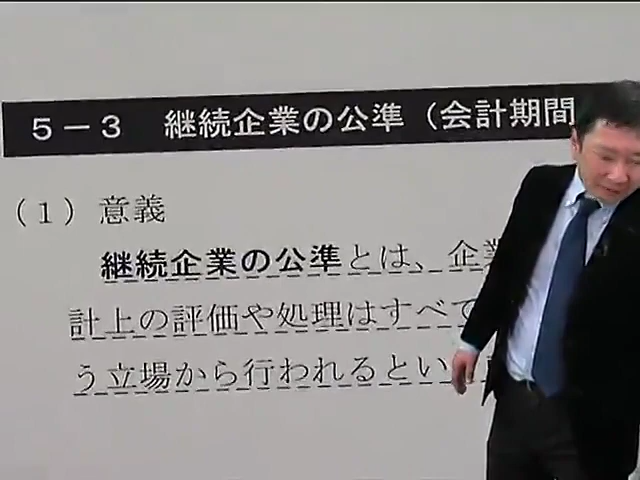 5－3 継続企業の公準（会計期間
（1）意義
継続企業の公準とは、企業
計上の評価や処理はすべて
う立場から行われるとい